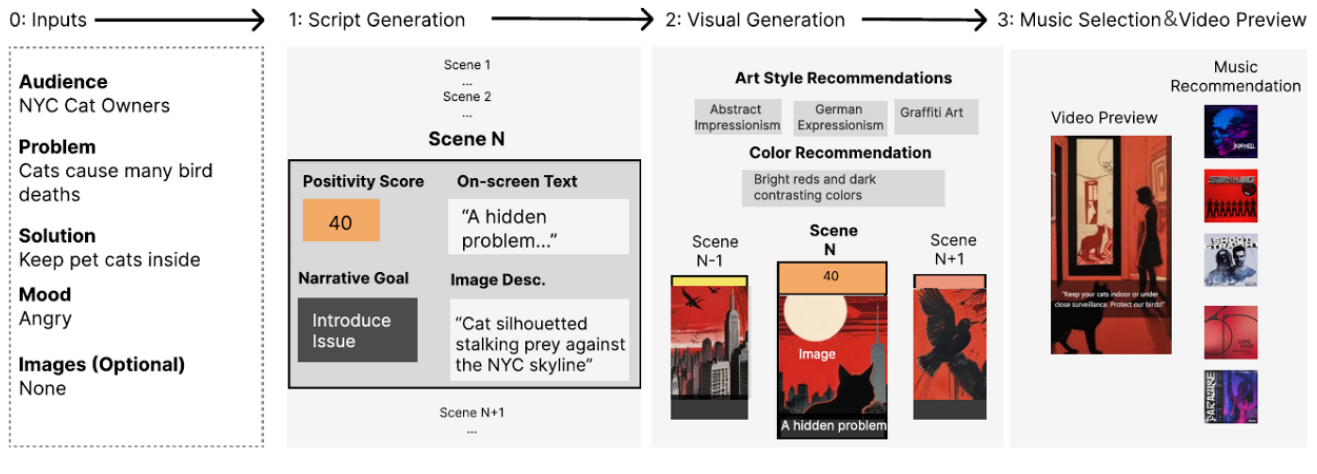 0: Inputs
1: Script Generation
2: Visual Generation
3: Music Selection&Video Preview
Audience
NYC Cat Owners
Problem
Cats cause many bird
deaths
Solution
Keep pet cats inside
Mood
Angry
Images (Optional)
None
Scene 1
...
Scene 2
...
Scene N
Positivity Score
40
On-screen Text
“A hidden
problem...”
Narrative Goal
Introduce
Issue
Image Desc.
“Cat silhouetted
stalking prey against
the NYC skyline”
Scene N+1
...
Art Style Recommendations
Abstract
Impressionism
German
Expressionism
Graffiti Art
Color Recommendation
Bright reds and dark
contrasting colors
Scene
N-1
Scene
N
40
Image
A hidden problem
Scene
N+1
Video Preview
"Keep your cats indoor or under
close surveillance. Protect our birds!"
Music
Recommendation
PARADISE